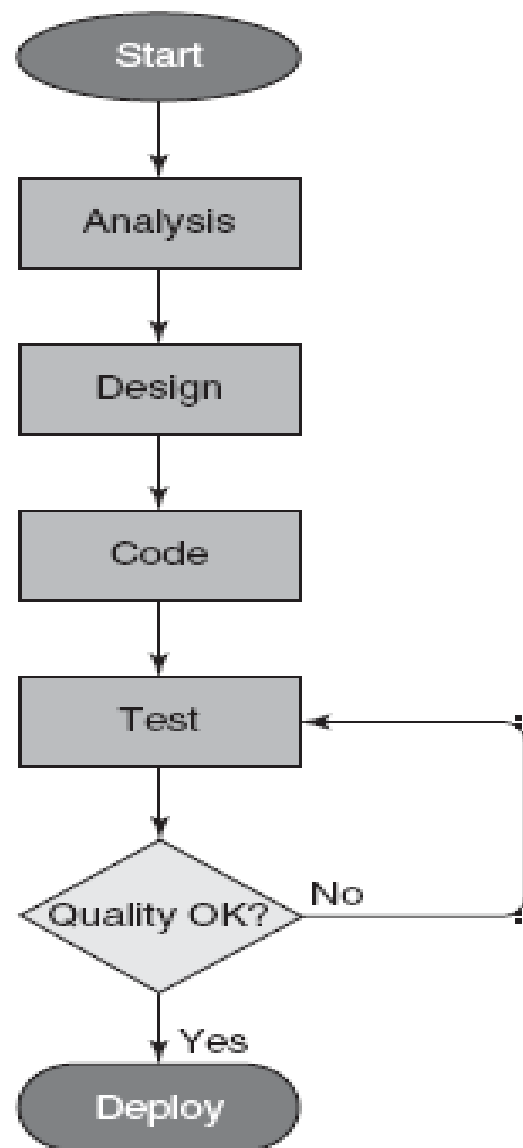 Start
Analysis
Design
Code
Test
Quality OK?
No
Yes
Deploy